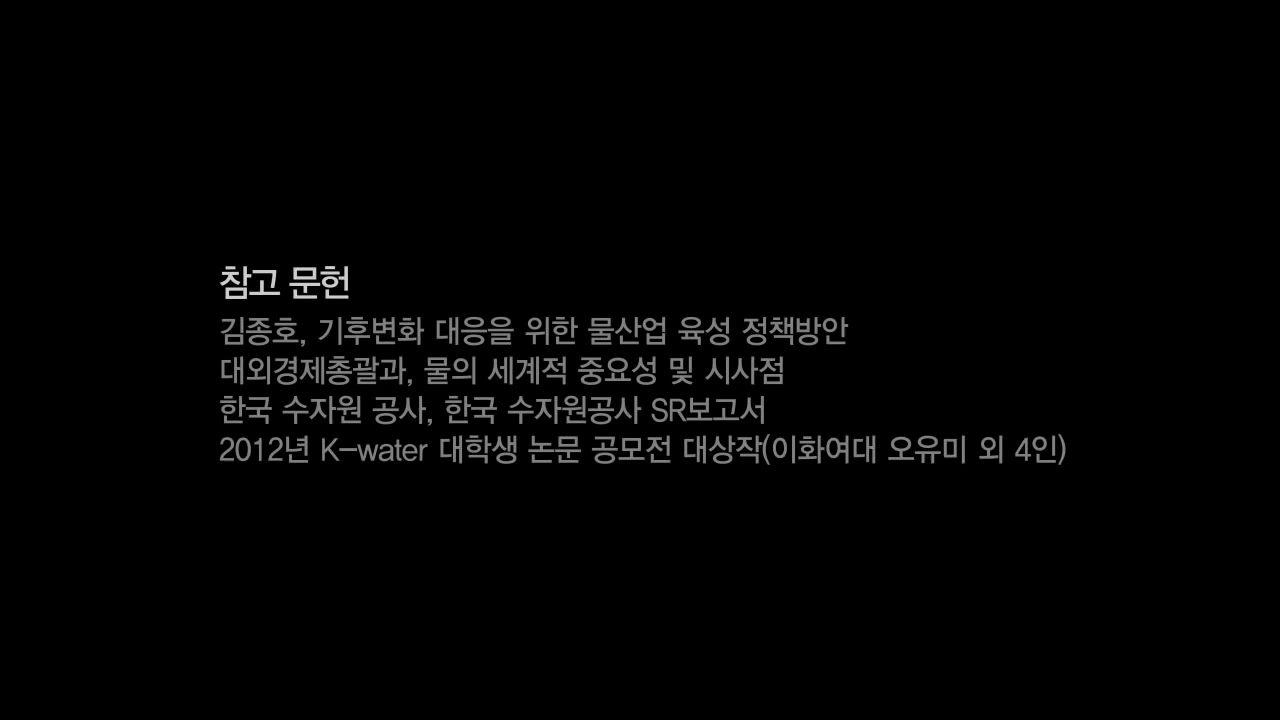 참고 문헌
김종호, 기후변화 대응을 위한 물산업 육성 정책방안
대외경제총괄과, 물의 세계적 중요성 및 시사점
한국 수자원 공사, 한국 수자원공사 SR보고서
2012년 K-water 대학생 논문 공모전 대상작(이화여대 오유미 외 4인)